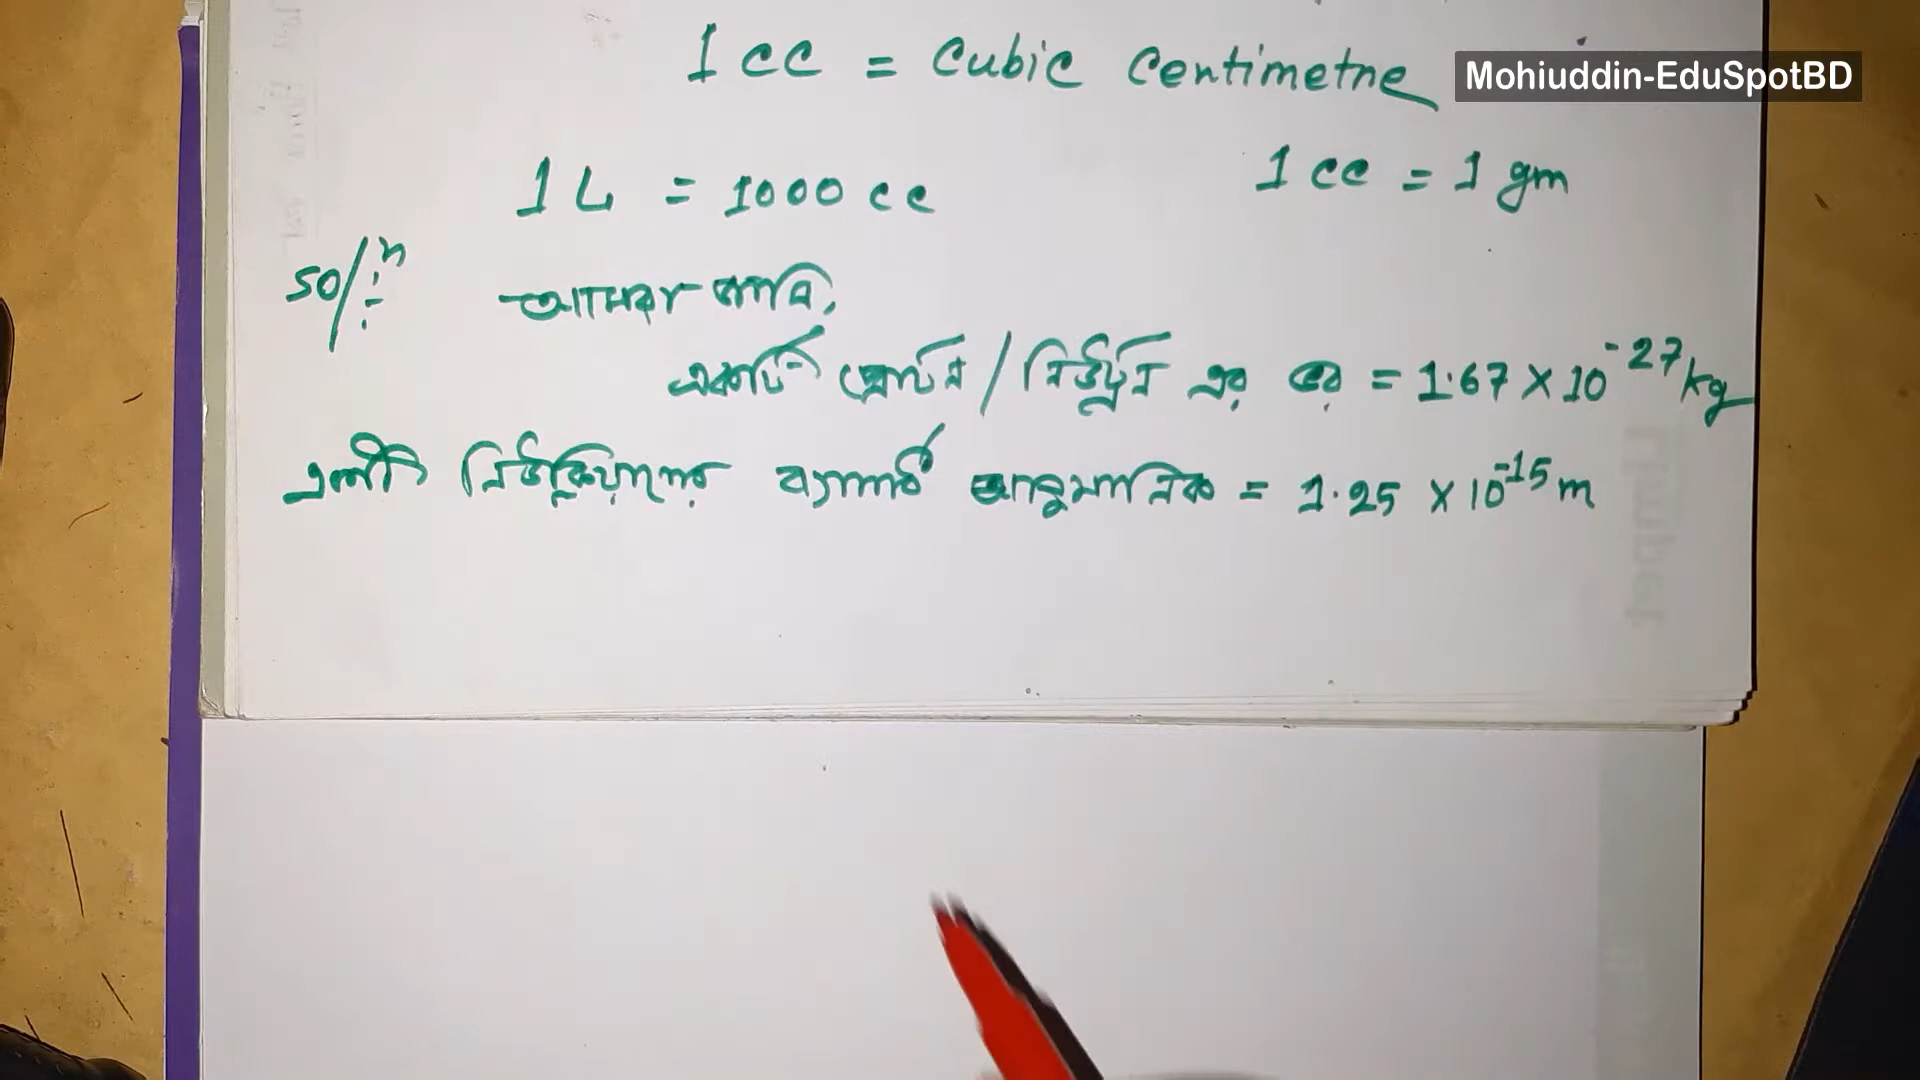 1 cc = Cubic Centimetre
Mohiuddin-EduSpotBD
1 L = 1000 cc
1 cc = 1 gm
Sol^n:-
আমরা জানি,
একটি প্রোটন / নিউট্রন এর ভর = 1.67 × 10^-27 kg
একটি নিউক্লিয়াসের ব্যাসার্ধ আনুমানিক = 1.25 × 10^-15 m